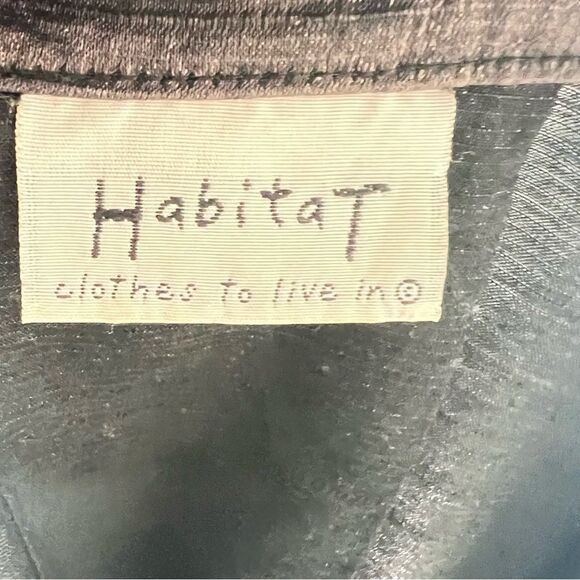 HabitaT
clothes to live in®